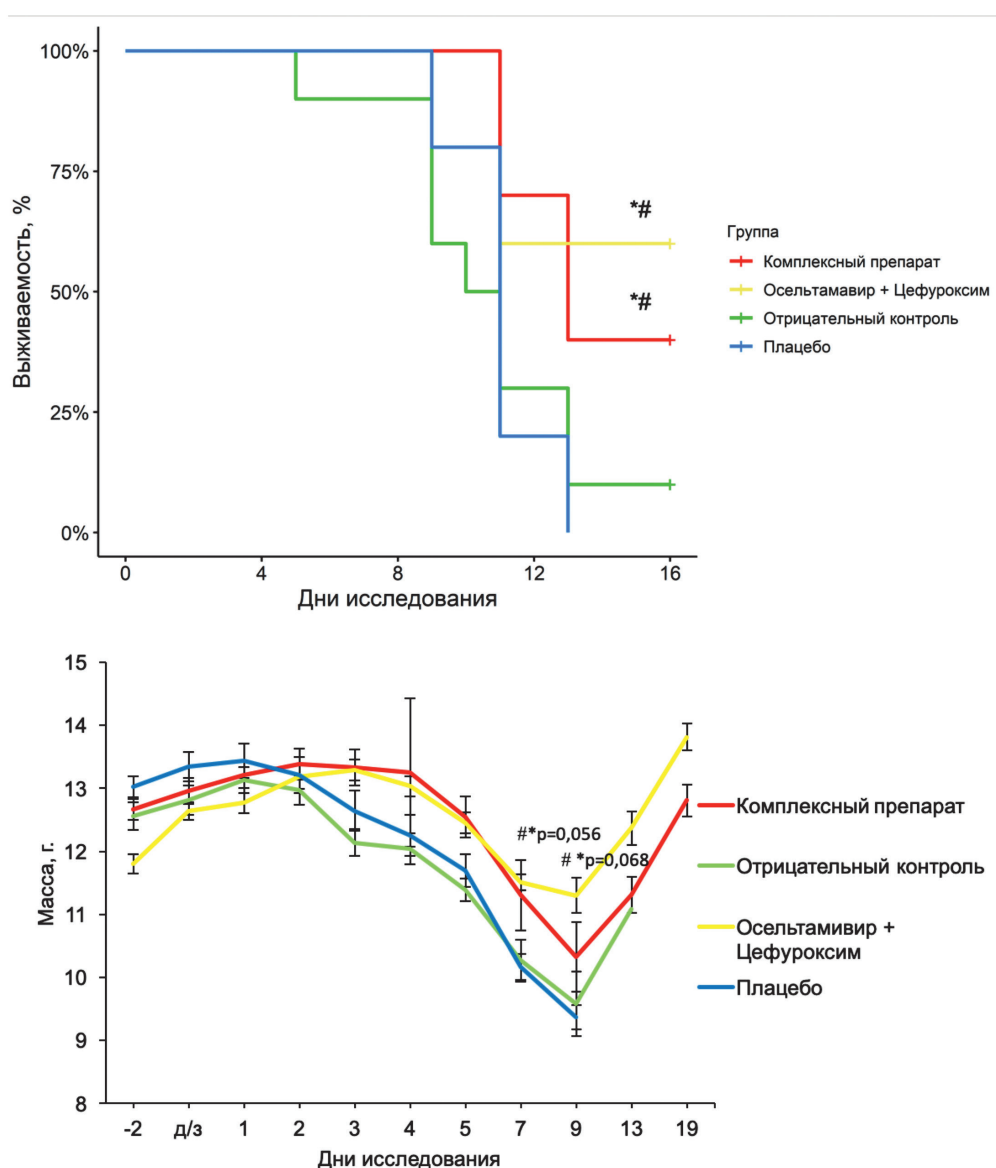 100%
75%
50%
25%
0%
Выживаемость, %
*#
*#
0 4 8 12 16
Дни исследования
Группа
Комплексный препарат
Осельтамавир + Цефуроксим
Отрицательный контроль
Плацебо
15
14
13
12
11
10
9
8
Масса, г.
#*p=0,056
# *p=0,068
-2 д/з 1 2 3 4 5 7 9 13 19
Дни исследования
Комплексный препарат
Отрицательный контроль
Осельтамивир +
Цефуроксим
Плацебо